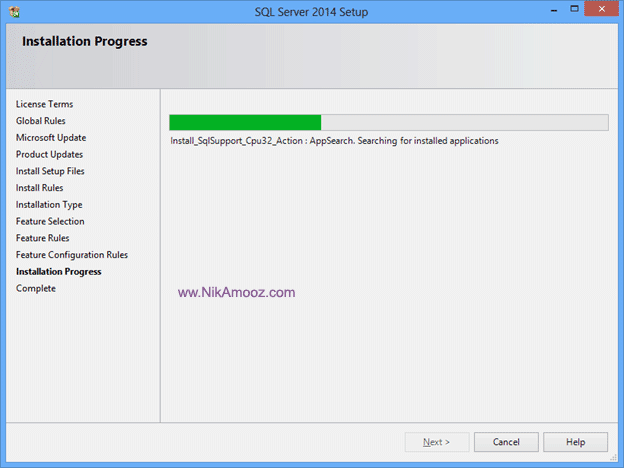 SQL Server 2014 Setup
Installation Progress
License Terms
Global Rules
Microsoft Update
Product Updates
Install Setup Files
Install Rules
Installation Type
Feature Selection
Feature Rules
Feature Configuration Rules
Installation Progress
Complete
Install_SqlSupport_Cpu32_Action : AppSearch. Searching for installed applications
ww.NikAmooz.com
Next >
Cancel
Help